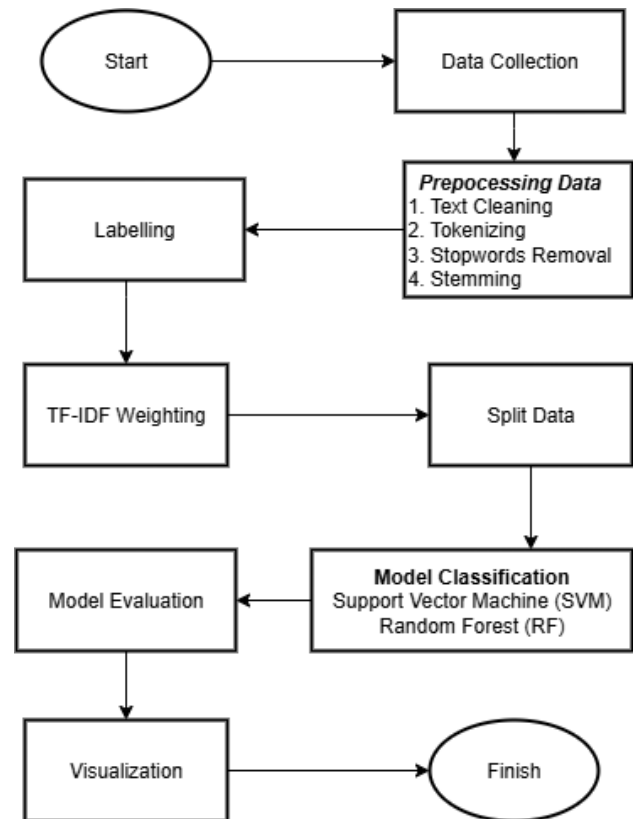 Start
Data Collection
Prepocessing Data
1. Text Cleaning
2. Tokenizing
3. Stopwords Removal
4. Stemming
Labelling
TF-IDF Weighting
Split Data
Model Classification
Support Vector Machine (SVM)
Random Forest (RF)
Model Evaluation
Visualization
Finish